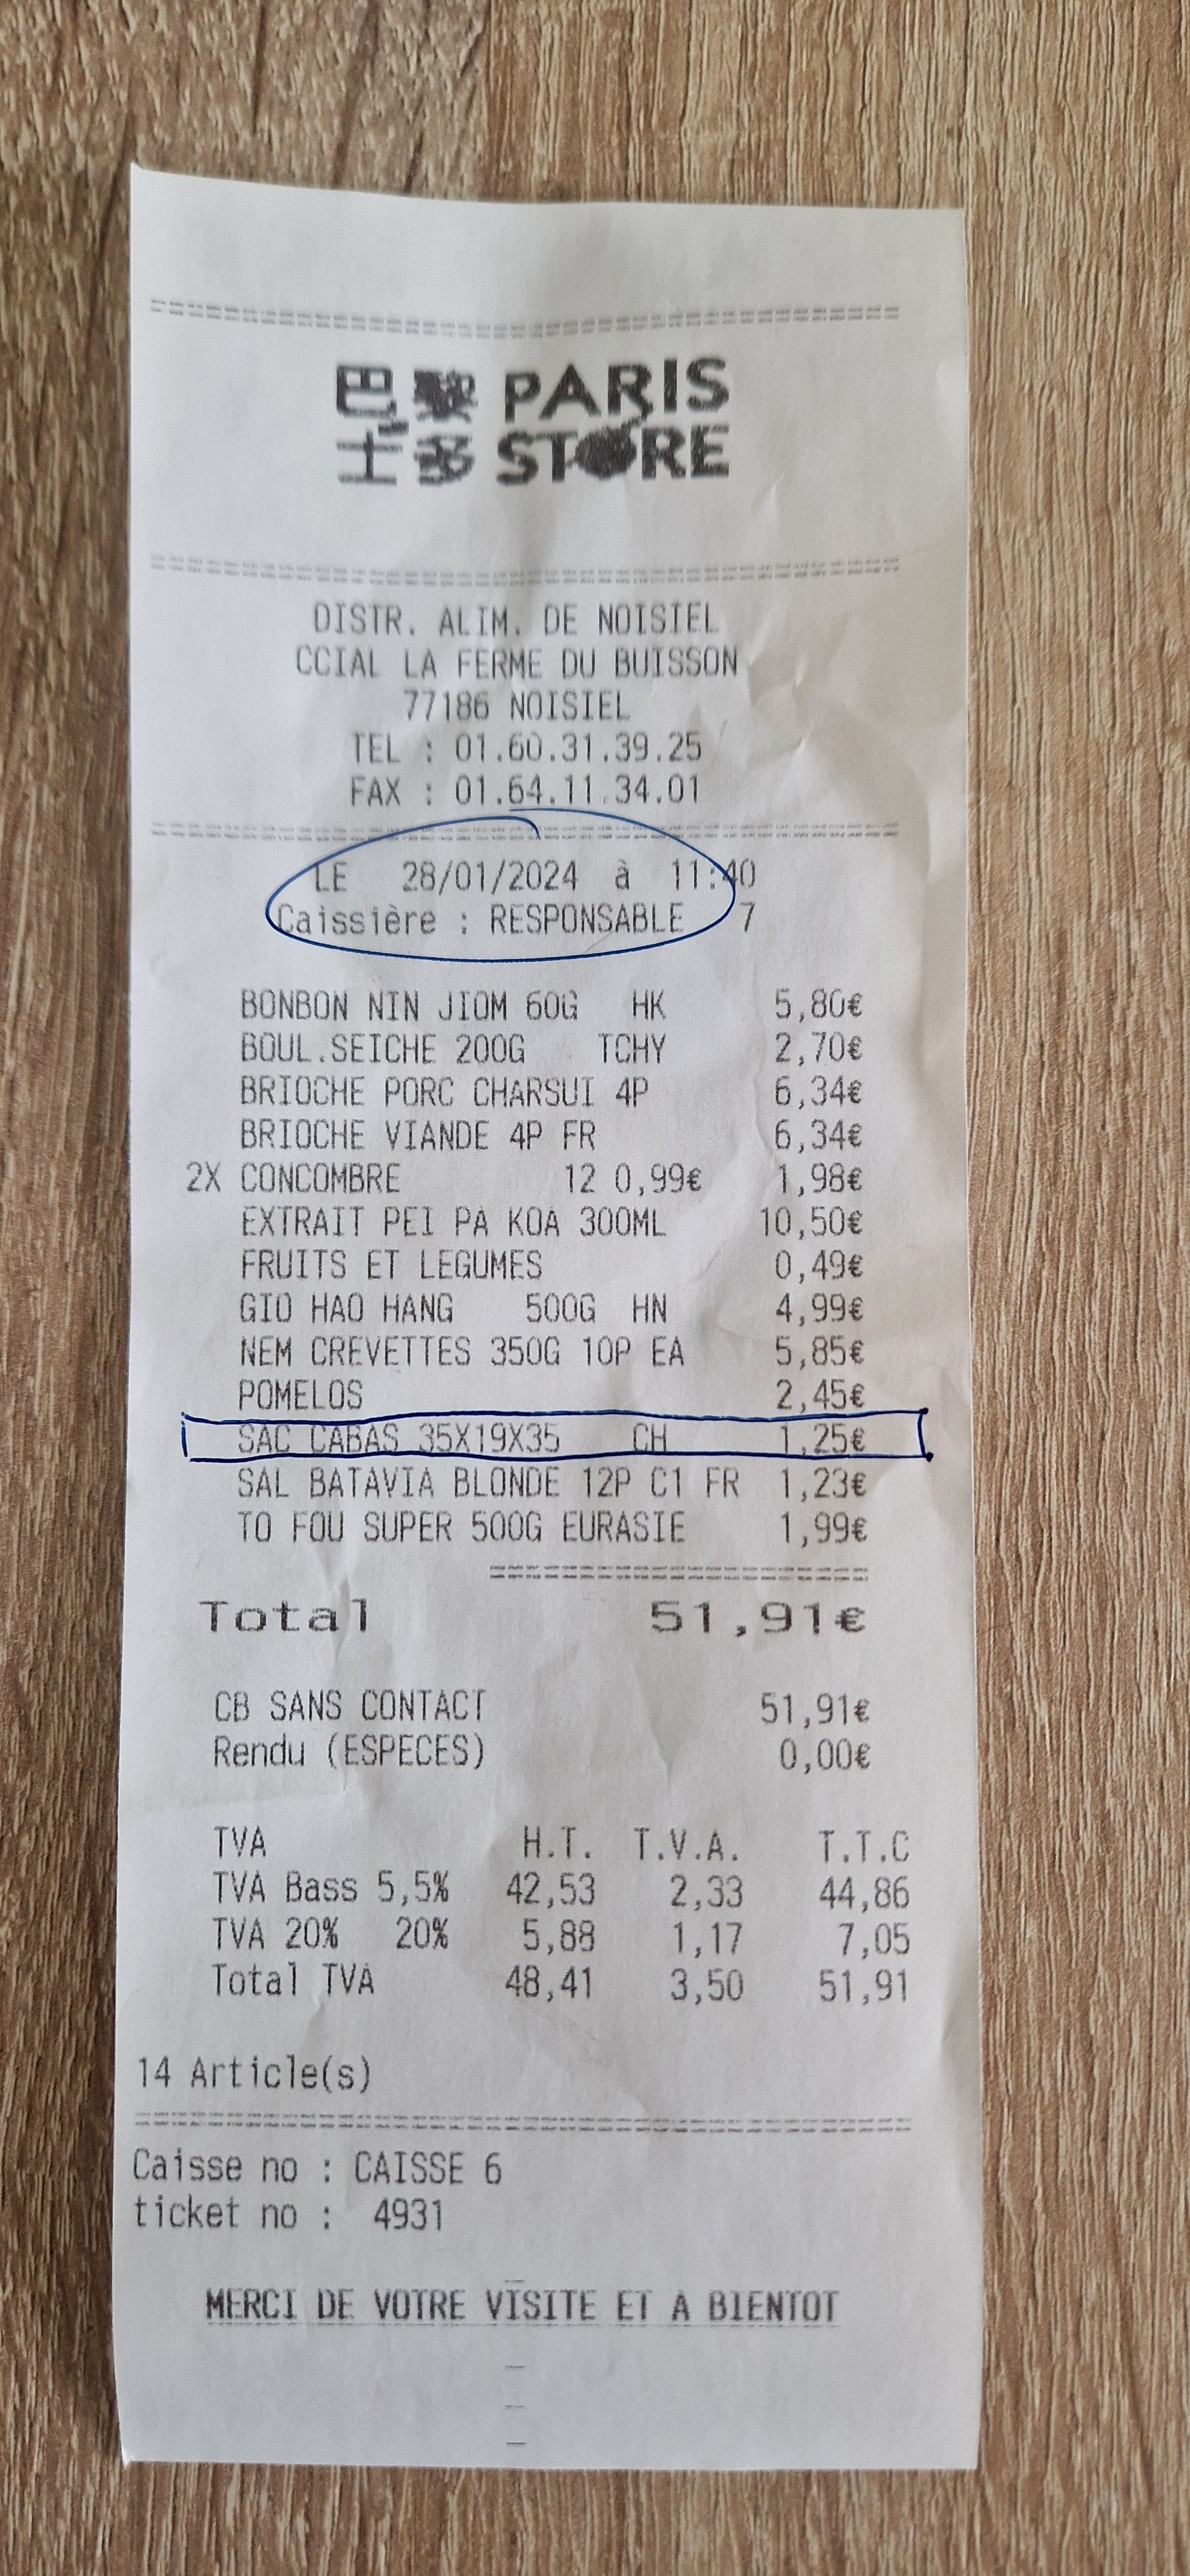 巴黎 PARIS
士多 STORE
DISTR. ALIM. DE NOISIEL
CCIAL LA FERME DU BUISSON
77186 NOISIEL
TEL : 01.60.31.39.25
FAX : 01.64.11.34.01
LE 28/01/2024 à 11:40
Caissière : RESPONSABLE 7
BONBON NIN JIOM 60G HK 5,80€
BOUL.SEICHE 200G TCHY 2,70€
BRIOCHE PORC CHARSUI 4P 6,34€
BRIOCHE VIANDE 4P FR 6,34€
2X CONCOMBRE 12 0,99€ 1,98€
EXTRAIT PEI PA KOA 300ML 10,50€
FRUITS ET LEGUMES 0,49€
GIO HAO HANG 500G HN 4,99€
NEM CREVETTES 350G 10P EA 5,85€
POMELOS 2,45€
SAC CABAS 35X19X35 CH 1,25€
SAL BATAVIA BLONDE 12P C1 FR 1,23€
TO FOU SUPER 500G EURASIE 1,99€
Total 51,91€
CB SANS CONTACT 51,91€
Rendu (ESPECES) 0,00€
TVA H.T. T.V.A. T.T.C
TVA Bass 5,5% 42,53 2,33 44,86
TVA 20% 20% 5,88 1,17 7,05
Total TVA 48,41 3,50 51,91
14 Article(s)
Caisse no : CAISSE 6
ticket no : 4931
MERCI DE VOTRE VISITE ET A BIENTOT